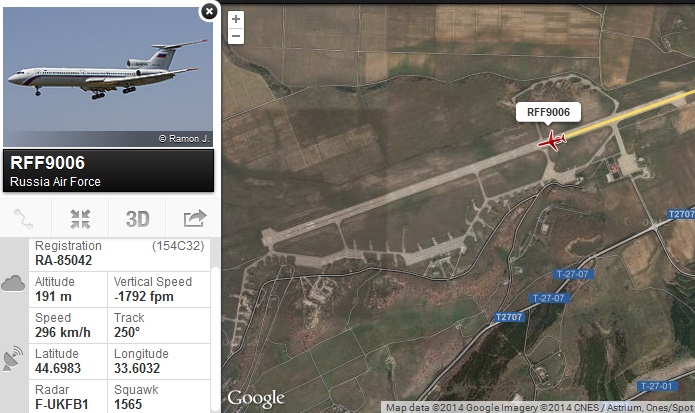 © Ramon J.
RFF9006
Russia Air Force
3D
Registration (154C32)
RA-85042
Altitude Vertical Speed
191 m -1792 fpm
Speed Track
296 km/h 250°
Latitude Longitude
44.6983 33.6032
Radar Squawk
F-UKFB1 1565
+
−
RFF9006
T2707
T-27-07
T-27-07
T2707
T-27-01
Google
Map data ©2014 Google Imagery ©2014 CNES / Astrium, Cnes/Spot